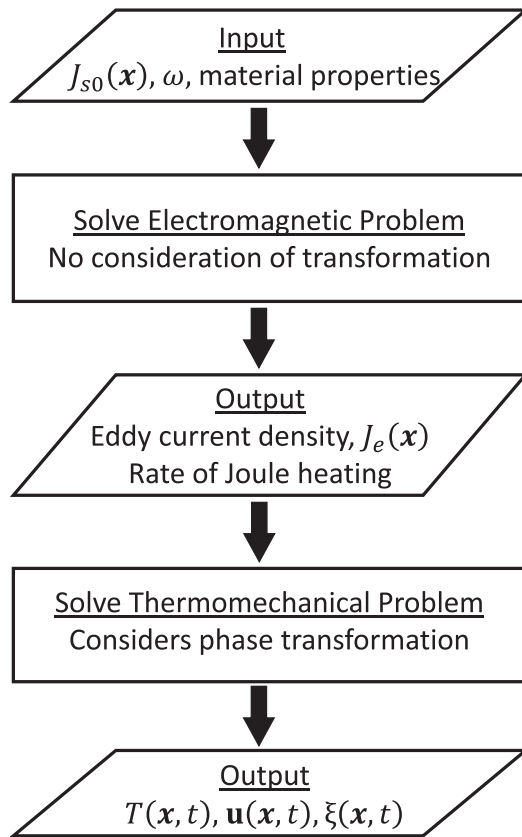 Input
J_{s0}(x), ω, material properties
Solve Electromagnetic Problem
No consideration of transformation
Output
Eddy current density, J_e(x)
Rate of Joule heating
Solve Thermomechanical Problem
Considers phase transformation
Output
T(x, t), u(x, t), ξ(x, t)